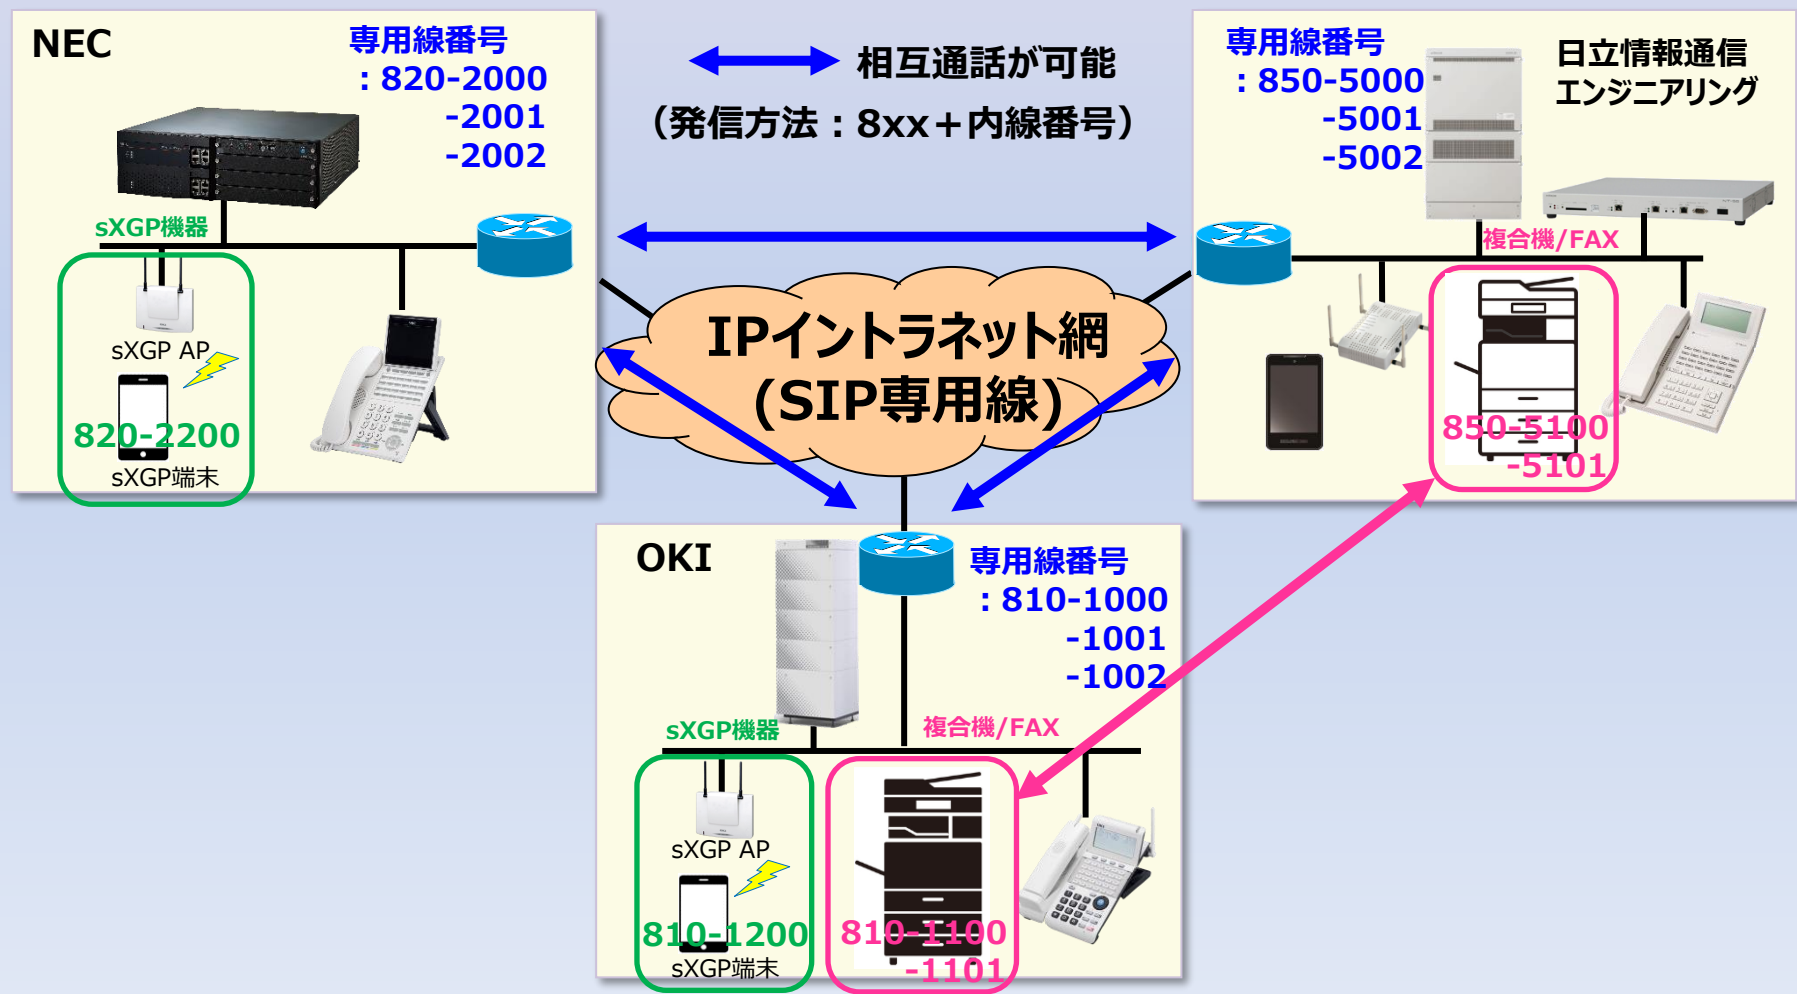 NEC
専用線番号
：820-2000
-2001
-2002
sXGP機器
sXGP AP
820-2200
sXGP端末
相互通話が可能
（発信方法：8xx＋内線番号）
IPイントラネット網
(SIP専用線)
専用線番号
：850-5000
-5001
-5002
日立情報通信
エンジニアリング
複合機/FAX
850-5100
-5101
OKI
専用線番号
：810-1000
-1001
-1002
sXGP機器
複合機/FAX
sXGP AP
810-1200
sXGP端末
810-1100
-1101